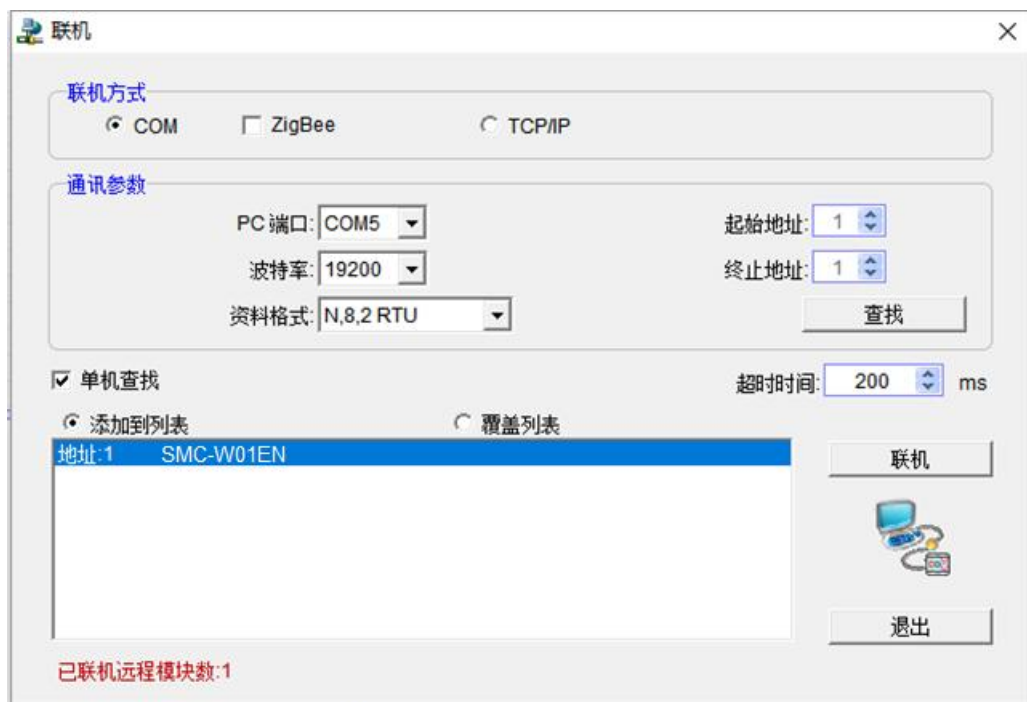 联机
联机方式
COM ZigBee TCP/IP
通讯参数
PC 端口: COM5 起始地址: 1
波特率: 19200 终止地址: 1
资料格式: N,8,2 RTU 查找
单机查找 超时时间: 200 ms
添加到列表 覆盖列表
地址:1 SMC-W01EN
联机
退出
已联机远程模块数:1